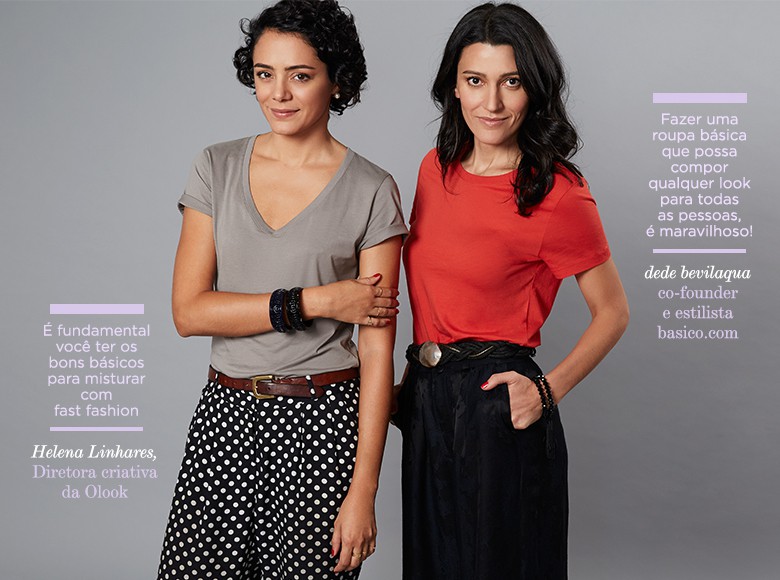 É fundamental
você ter os
bons básicos
para misturar
com
fast fashion
Helena Linhares,
Diretora criativa
da Olook
Fazer uma
roupa básica
que possa
compor
qualquer look
para todas
as pessoas,
é maravilhoso!
dede bevilaqua
co-founder
e estilista
basico.com